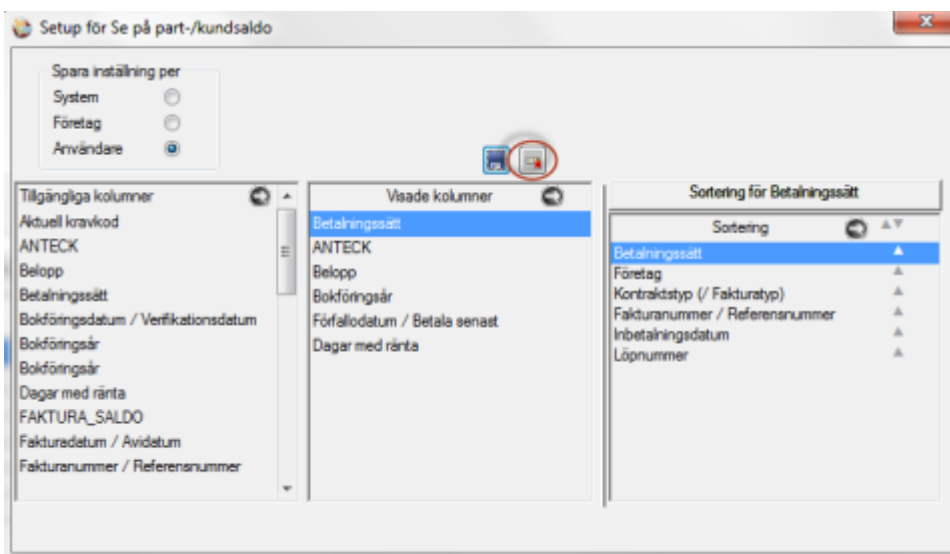 Setup för Se på part-/kundsaldo
Spara inställning per
System
Företag
Användare
Tillgängliga kolumner
Aktuell kravkod
ANTECK
Belopp
Betalningssätt
Bokföringsdatum / Verifikationsdatum
Bokföringsår
Bokföringsår
Dagar med ränta
FAKTURA_SALDO
Fakturadatum / Avidatum
Fakturanummer / Referensnummer
Visade kolumner
Betalningssätt
ANTECK
Belopp
Bokföringsår
Förfallodatum / Betala senast
Dagar med ränta
Sortering för Betalningssätt
Sortering
Betalningssätt
Företag
Kontraktstyp (/ Fakturatyp)
Fakturanummer / Referensnummer
Inbetalningsdatum
Löpnummer